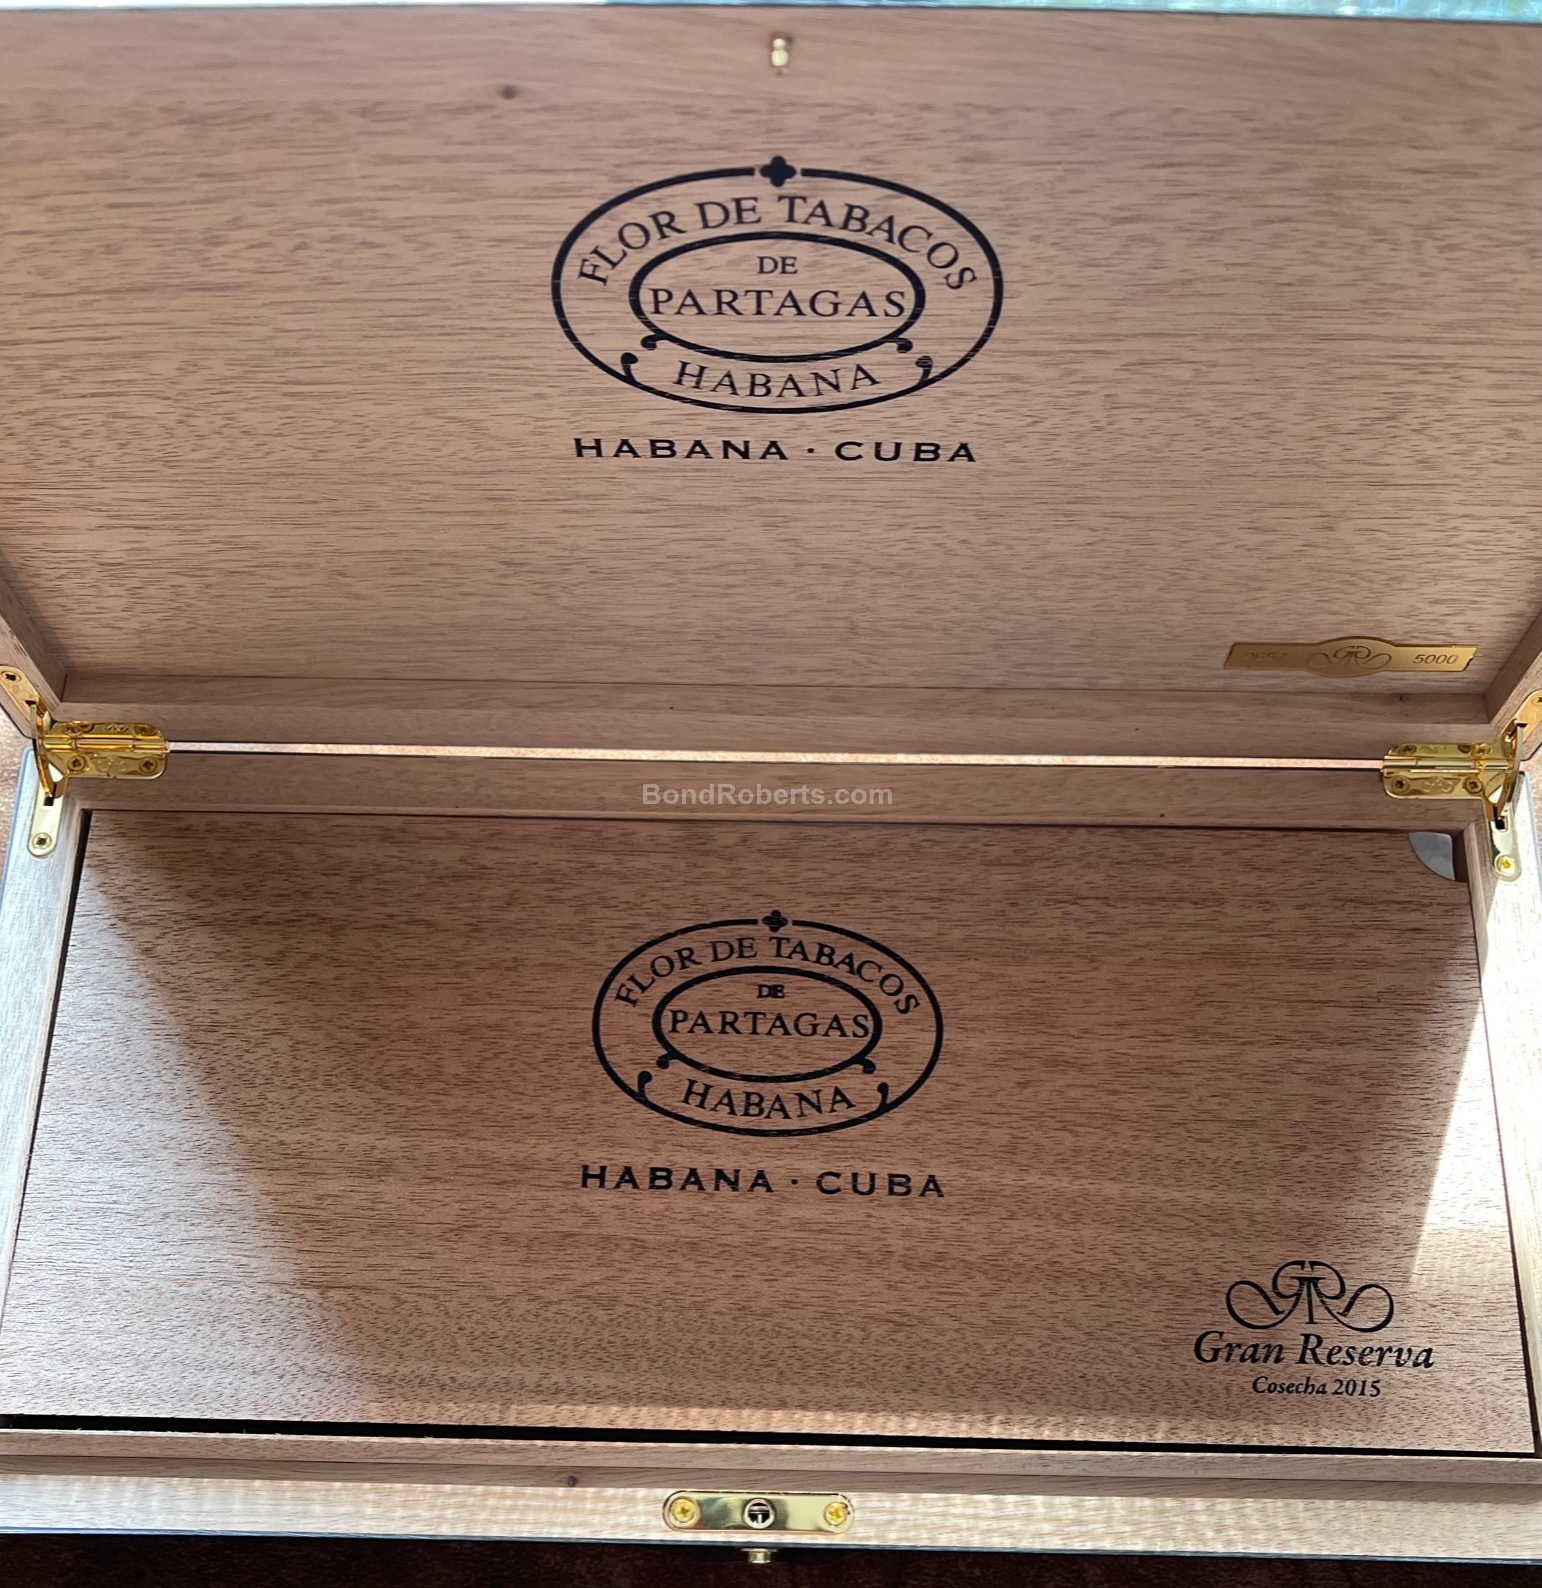 FLOR DE TABACOS
DE
PARTAGAS
HABANA
HABANA · CUBA
5000
BondRoberts.com
FLOR DE TABACOS
DE
PARTAGAS
HABANA
HABANA · CUBA
GR
Gran Reserva
Cosecha 2015